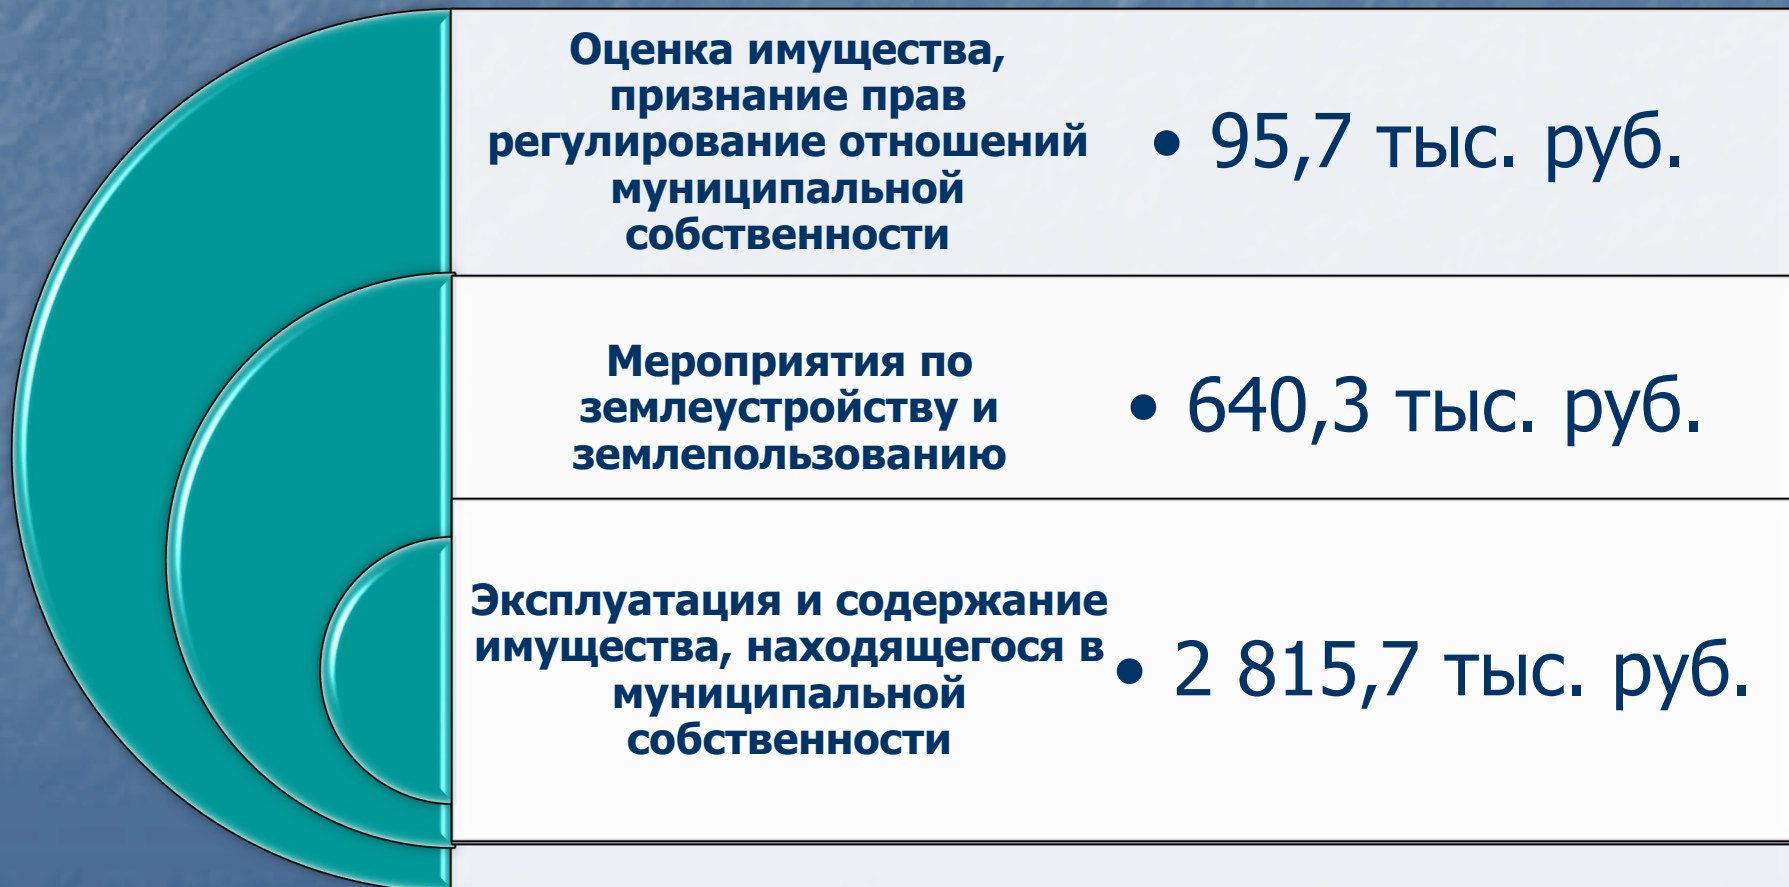 Оценка имущества,
признание прав
регулирование отношений
муниципальной
собственности
• 95,7 тыс. руб.
Мероприятия по
землеустройству и
землепользованию
• 640,3 тыс. руб.
Эксплуатация и содержание
имущества, находящегося в
муниципальной
собственности
• 2 815,7 тыс. руб.